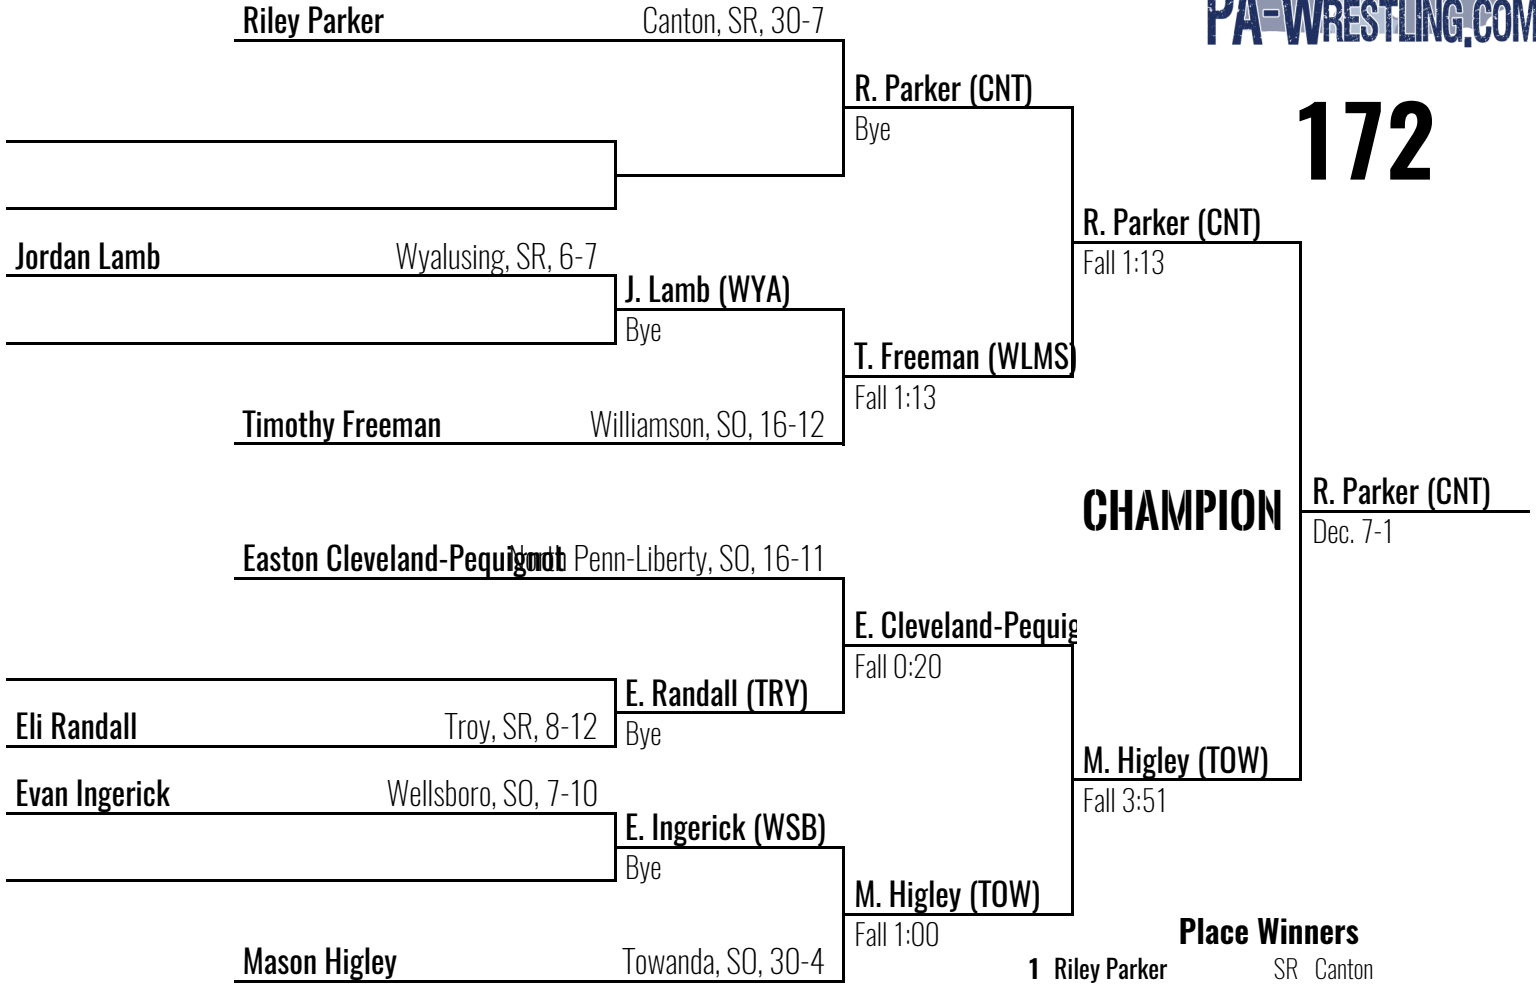 Riley Parker Canton, SR, 30-7
PA-WRESTLING.COM
R. Parker (CNT)
Bye
172
R. Parker (CNT)
Fall 1:13
Jordan Lamb Wyalusing, SR, 6-7
J. Lamb (WYA)
Bye
T. Freeman (WLMS)
Fall 1:13
Timothy Freeman Williamson, SO, 16-12
CHAMPION
R. Parker (CNT)
Dec. 7-1
Easton Cleveland-Pequignot North Penn-Liberty, SO, 16-11
E. Cleveland-Pequig
Fall 0:20
E. Randall (TRY)
Bye
Eli Randall Troy, SR, 8-12
M. Higley (TOW)
Fall 3:51
Evan Ingerick Wellsboro, SO, 7-10
E. Ingerick (WSB)
Bye
M. Higley (TOW)
Fall 1:00
Mason Higley Towanda, SO, 30-4
Place Winners
1 Riley Parker SR Canton